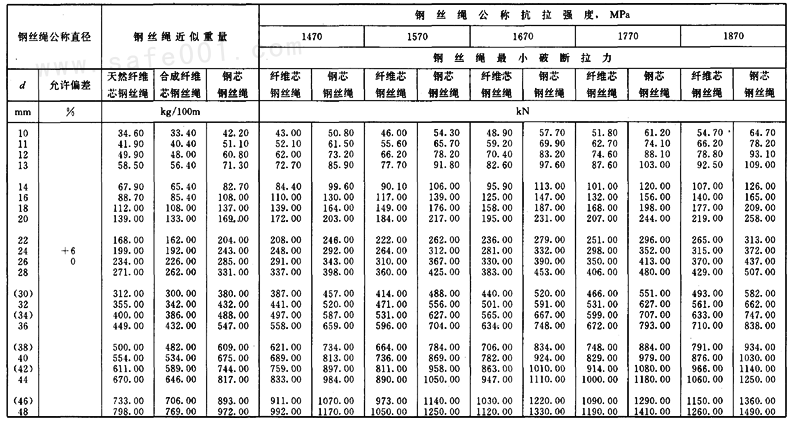 钢丝绳公称直径 钢丝绳近似重量 钢丝绳公称抗拉强度，MPa
1470 1570 1670 1770 1870
钢丝绳最小破断拉力
d 允许偏差 天然纤维芯钢丝绳 合成纤维芯钢丝绳 钢芯钢丝绳 纤维芯钢丝绳 钢芯钢丝绳 纤维芯钢丝绳 钢芯钢丝绳 纤维芯钢丝绳 钢芯钢丝绳 纤维芯钢丝绳 钢芯钢丝绳 纤维芯钢丝绳 钢芯钢丝绳
mm % kg/100m kN
10 34.60 33.40 42.20 43.00 50.80 46.00 54.30 48.90 57.70 51.80 61.20 54.70 64.70
11 41.90 40.40 51.10 52.10 61.50 55.60 65.70 59.20 69.90 62.70 74.10 66.20 78.20
12 49.90 48.00 60.80 62.00 73.20 66.20 78.20 70.40 83.20 74.60 88.10 78.80 93.10
13 58.50 56.40 71.30 72.70 85.90 77.70 91.80 82.60 97.60 87.60 103.00 92.50 109.00
14 67.90 65.40 82.70 84.40 99.60 90.10 106.00 95.90 113.00 101.00 120.00 107.00 126.00
16 88.70 85.40 108.00 110.00 130.00 117.00 139.00 125.00 147.00 132.00 156.00 140.00 165.00
18 112.00 108.00 137.00 139.00 164.00 149.00 176.00 158.00 187.00 168.00 198.00 177.00 209.00
20 139.00 133.00 169.00 172.00 203.00 184.00 217.00 195.00 231.00 207.00 244.00 219.00 258.00
22 168.00 162.00 204.00 208.00 246.00 222.00 262.00 236.00 279.00 251.00 296.00 265.00 313.00
24 +6 199.00 192.00 243.00 248.00 292.00 264.00 312.00 281.00 332.00 298.00 352.00 315.00 372.00
26 0 234.00 226.00 285.00 291.00 343.00 310.00 367.00 330.00 390.00 350.00 413.00 370.00 437.00
28 271.00 262.00 331.00 337.00 398.00 360.00 425.00 383.00 453.00 406.00 480.00 429.00 507.00
(30) 312.00 300.00 380.00 387.00 457.00 414.00 488.00 440.00 520.00 466.00 551.00 493.00 582.00
32 355.00 342.00 432.00 441.00 520.00 471.00 556.00 501.00 591.00 531.00 627.00 561.00 662.00
(34) 400.00 386.00 488.00 497.00 587.00 531.00 627.00 565.00 667.00 599.00 707.00 633.00 747.00
36 449.00 432.00 547.00 558.00 659.00 596.00 704.00 634.00 748.00 672.00 793.00 710.00 838.00
(38) 500.00 482.00 609.00 621.00 734.00 664.00 784.00 706.00 834.00 748.00 884.00 791.00 934.00
40 554.00 534.00 675.00 689.00 813.00 736.00 869.00 782.00 924.00 829.00 979.00 876.00 1030.00
(42) 611.00 589.00 744.00 759.00 897.00 811.00 958.00 863.00 1010.00 914.00 1080.00 966.00 1140.00
44 670.00 646.00 817.00 833.00 984.00 890.00 1050.00 947.00 1110.00 1000.00 1180.00 1060.00 1250.00
(46) 733.00 706.00 893.00 911.00 1070.00 973.00 1140.00 1030.00 1220.00 1090.00 1290.00 1150.00 1360.00
48 798.00 769.00 972.00 992.00 1170.00 1050.00 1250.00 1120.00 1330.00 1190.00 1410.00 1260.00 1490.00